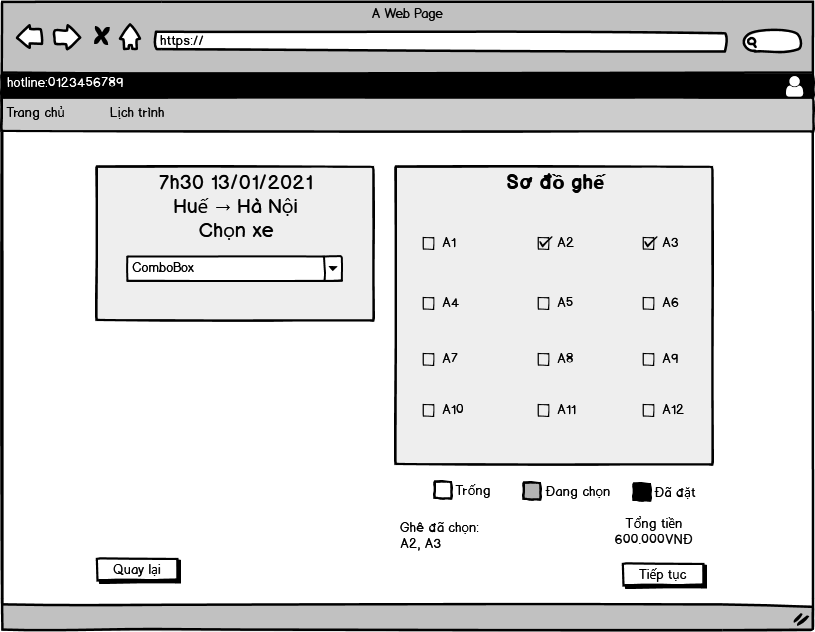 A Web Page
https://
hotline:0123456789
Trang chủ Lịch trình
7h30 13/01/2021
Huế → Hà Nội
Chọn xe
ComboBox
Sơ đồ ghế
A1 A2 A3
A4 A5 A6
A7 A8 A9
A10 A11 A12
Trống Đang chọn Đã đặt
Ghê đã chọn:
A2, A3
Tổng tiền
600.000VNĐ
Quay lại
Tiếp tục